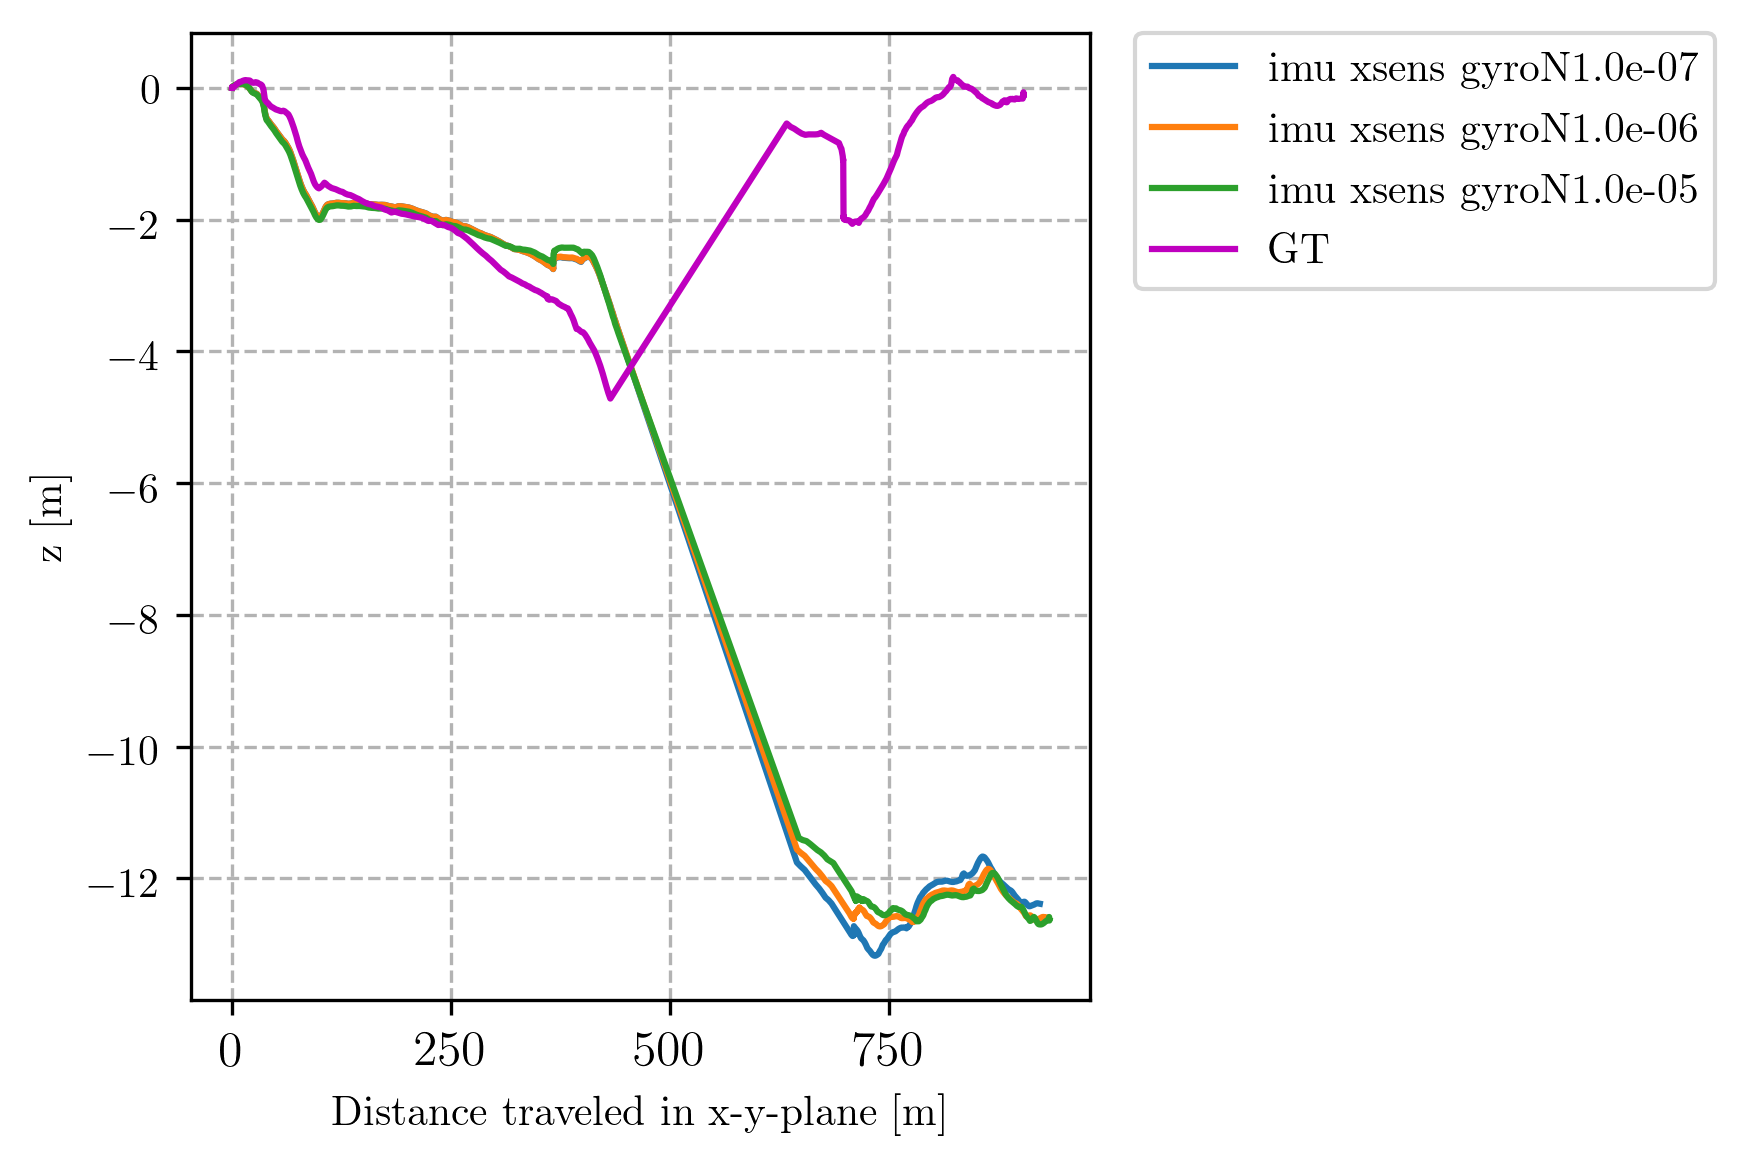 0
−2
−4
−6
−8
−10
−12
z [m]
0 250 500 750
Distance traveled in x-y-plane [m]
imu xsens gyroN1.0e-07
imu xsens gyroN1.0e-06
imu xsens gyroN1.0e-05
GT